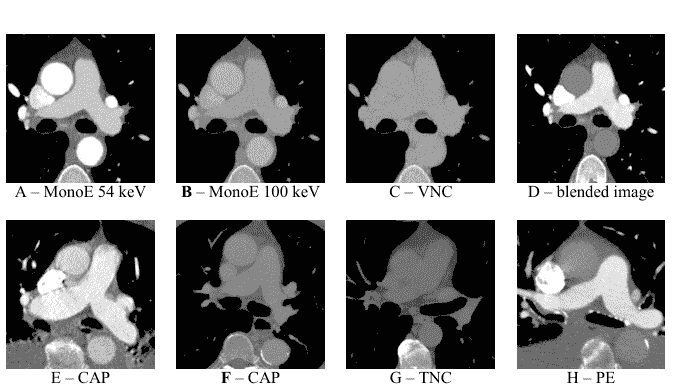 A – MonoE 54 keV
B – MonoE 100 keV
C – VNC
D – blended image
E – CAP
F – CAP
G – TNC
H – PE